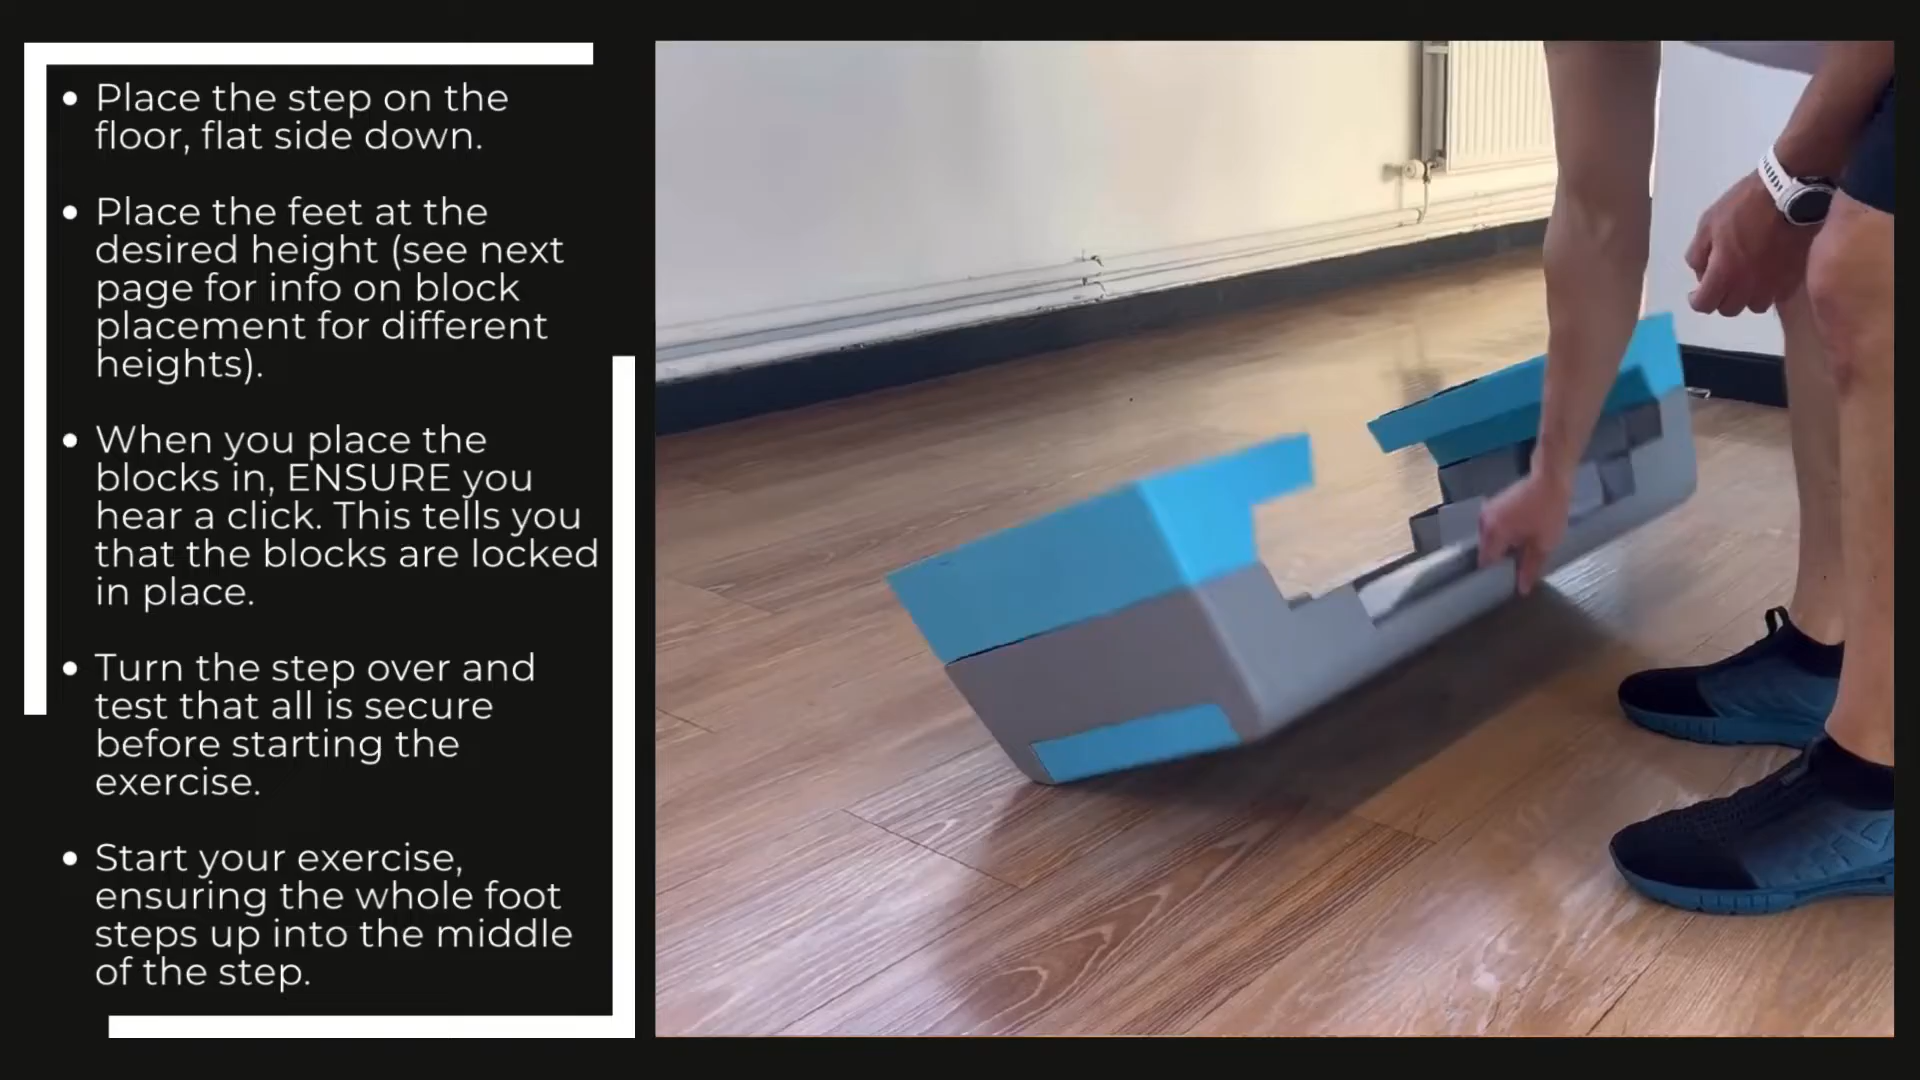 Place the step on the
floor, flat side down.
Place the feet at the
desired height (see next
page for info on block
placement for different
heights).
When you place the
blocks in, ENSURE you
hear a click. This tells you
that the blocks are locked
in place.
Turn the step over and
test that all is secure
before starting the
exercise.
Start your exercise,
ensuring the whole foot
steps up into the middle
of the step.